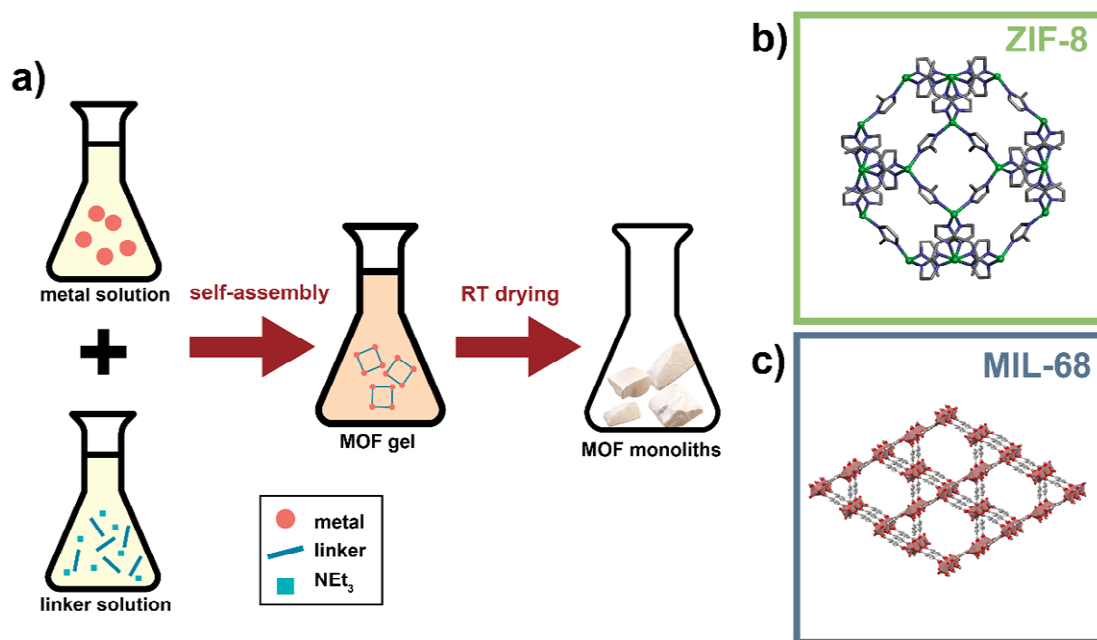 a)
metal solution
+
linker solution
self-assembly
MOF gel
RT drying
MOF monoliths
metal
linker
NEt₃
b)
ZIF-8
c)
MIL-68